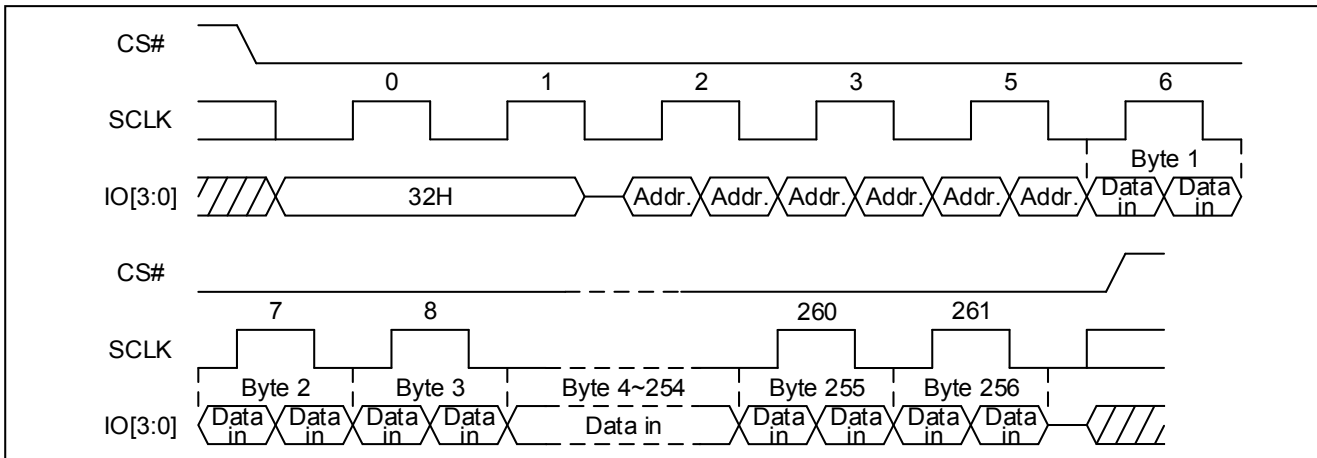 CS#
0 1 2 3 5 6
SCLK
Byte 1
IO[3:0] 32H Addr. Addr. Addr. Addr. Addr. Addr. Data in Data in
CS#
7 8 260 261
SCLK
Byte 2 Byte 3 Byte 4~254 Byte 255 Byte 256
IO[3:0] Data in Data in Data in Data in Data in Data in Data in Data in Data in